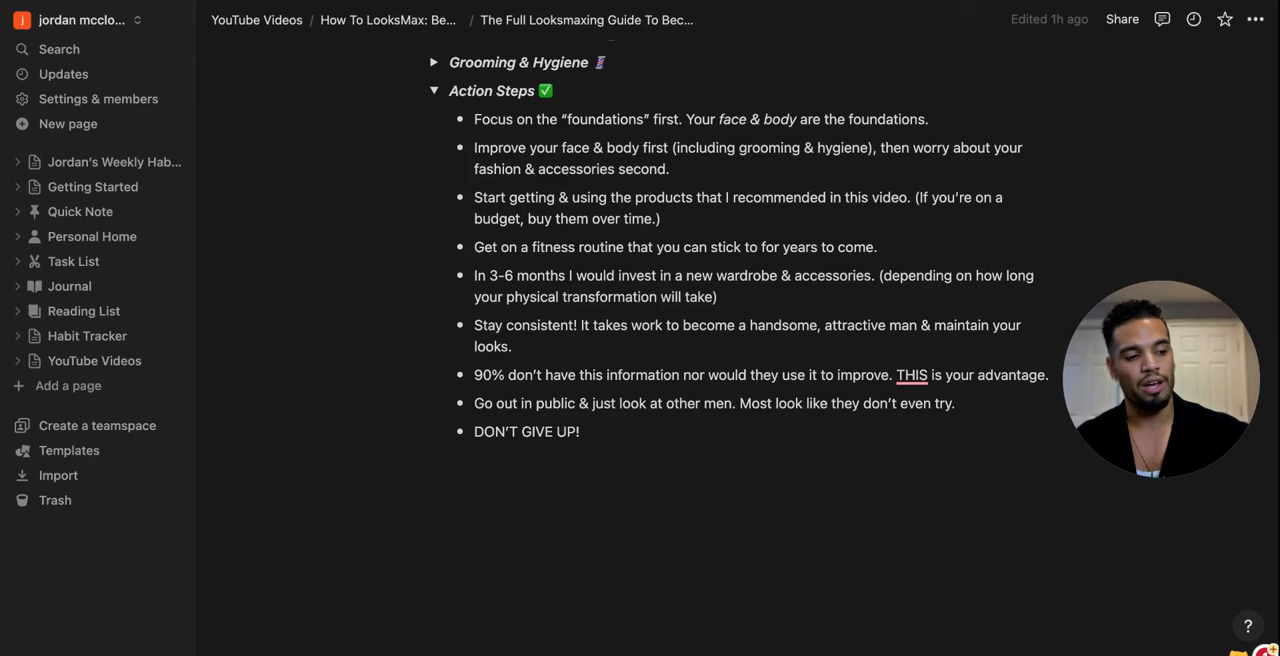 j jordan mcclo...
YouTube Videos / How To LooksMax: Be... / The Full Looksmaxing Guide To Bec...
Edited 1h ago Share
Search
Updates
Settings & members
New page
Jordan's Weekly Hab...
Getting Started
Quick Note
Personal Home
Task List
Journal
Reading List
Habit Tracker
YouTube Videos
Add a page
Create a teamspace
Templates
Import
Trash
Grooming & Hygiene 💈
Action Steps ✅
Focus on the “foundations” first. Your face & body are the foundations.
Improve your face & body first (including grooming & hygiene), then worry about your
fashion & accessories second.
Start getting & using the products that I recommended in this video. (If you’re on a
budget, buy them over time.)
Get on a fitness routine that you can stick to for years to come.
In 3-6 months I would invest in a new wardrobe & accessories. (depending on how long
your physical transformation will take)
Stay consistent! It takes work to become a handsome, attractive man & maintain your
looks.
90% don’t have this information nor would they use it to improve. THIS is your advantage.
Go out in public & just look at other men. Most look like they don’t even try.
DON’T GIVE UP!
?